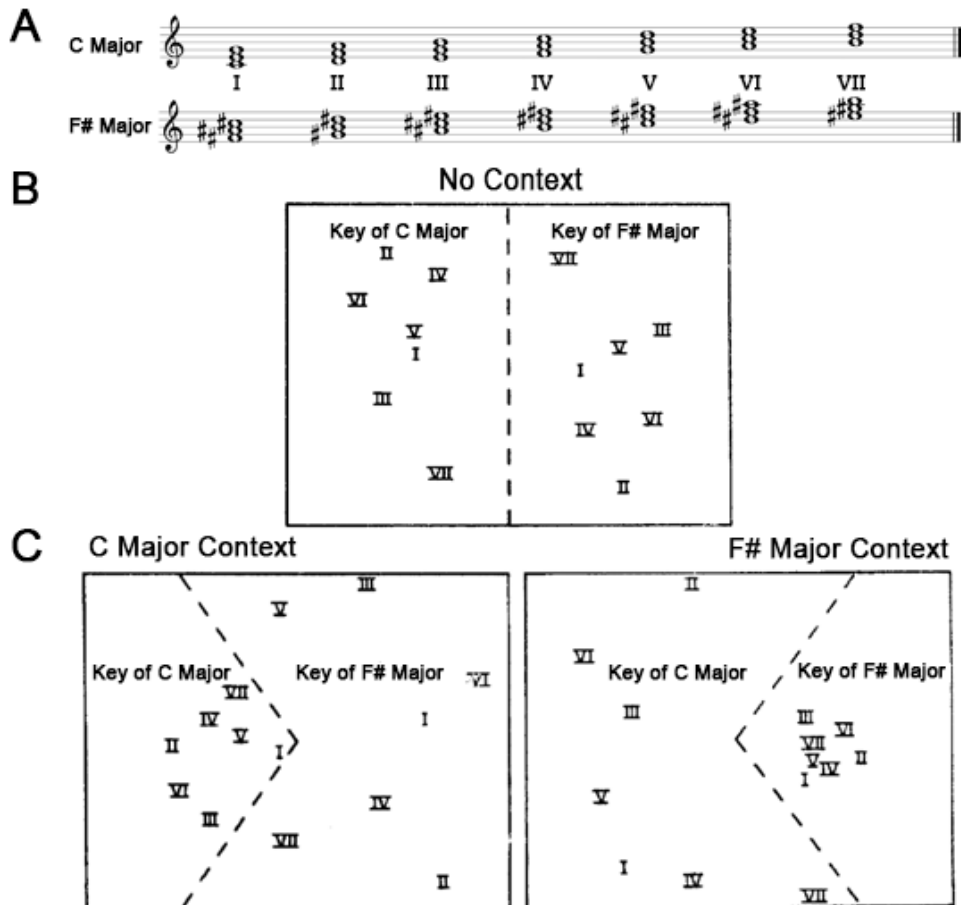 A
C Major
I II III IV V VI VII
F# Major
B
No Context
Key of C Major Key of F# Major
II
VII
IV
VI
V III
V
I
I
III
VI
IV
VII
II
C
C Major Context F# Major Context
III
V
Key of C Major Key of F# Major
VI
VII
IV I
V
II
I
VI
IV
III
VII
II
II
VI
Key of C Major Key of F# Major
III
III
VI
VII
V II
IV
I
V
I
IV
VII